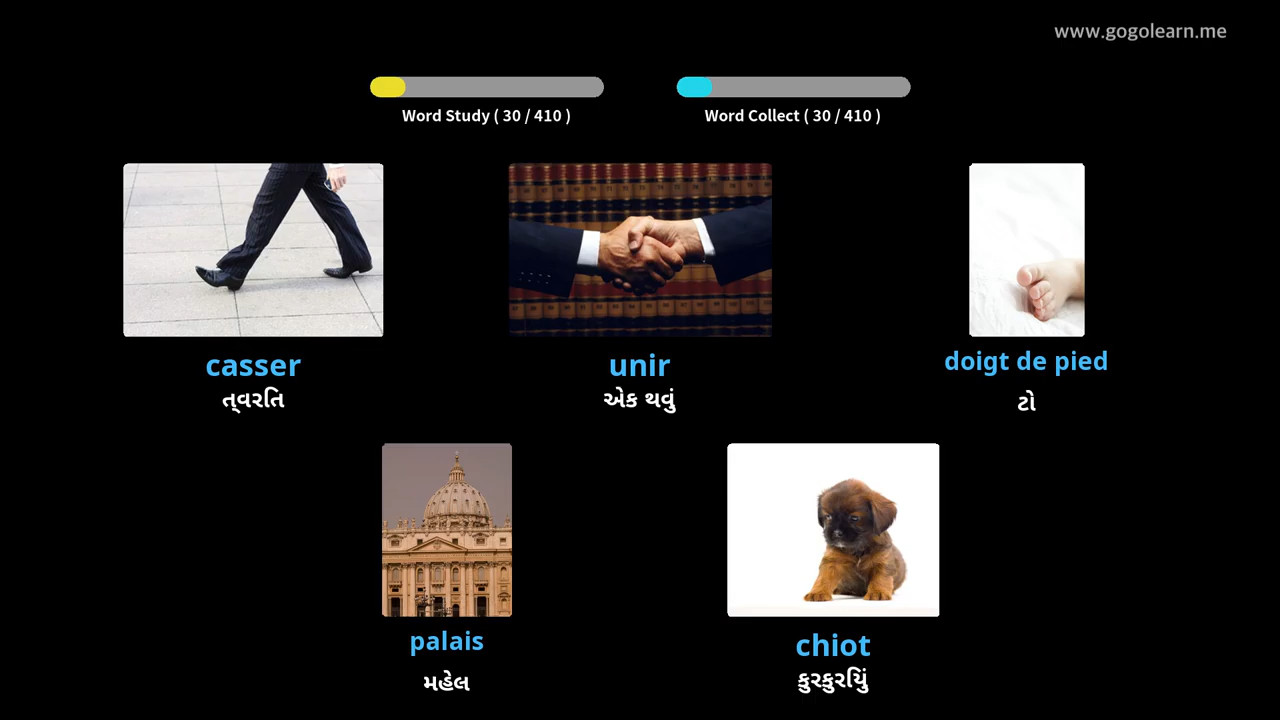 www.gogolearn.me
Word Study ( 30 / 410 )
Word Collect ( 30 / 410 )
casser
ત્વરતિ
unir
એક થવું
doigt de pied
ટો
palais
મહેલ
chiot
કુરકુરિયું